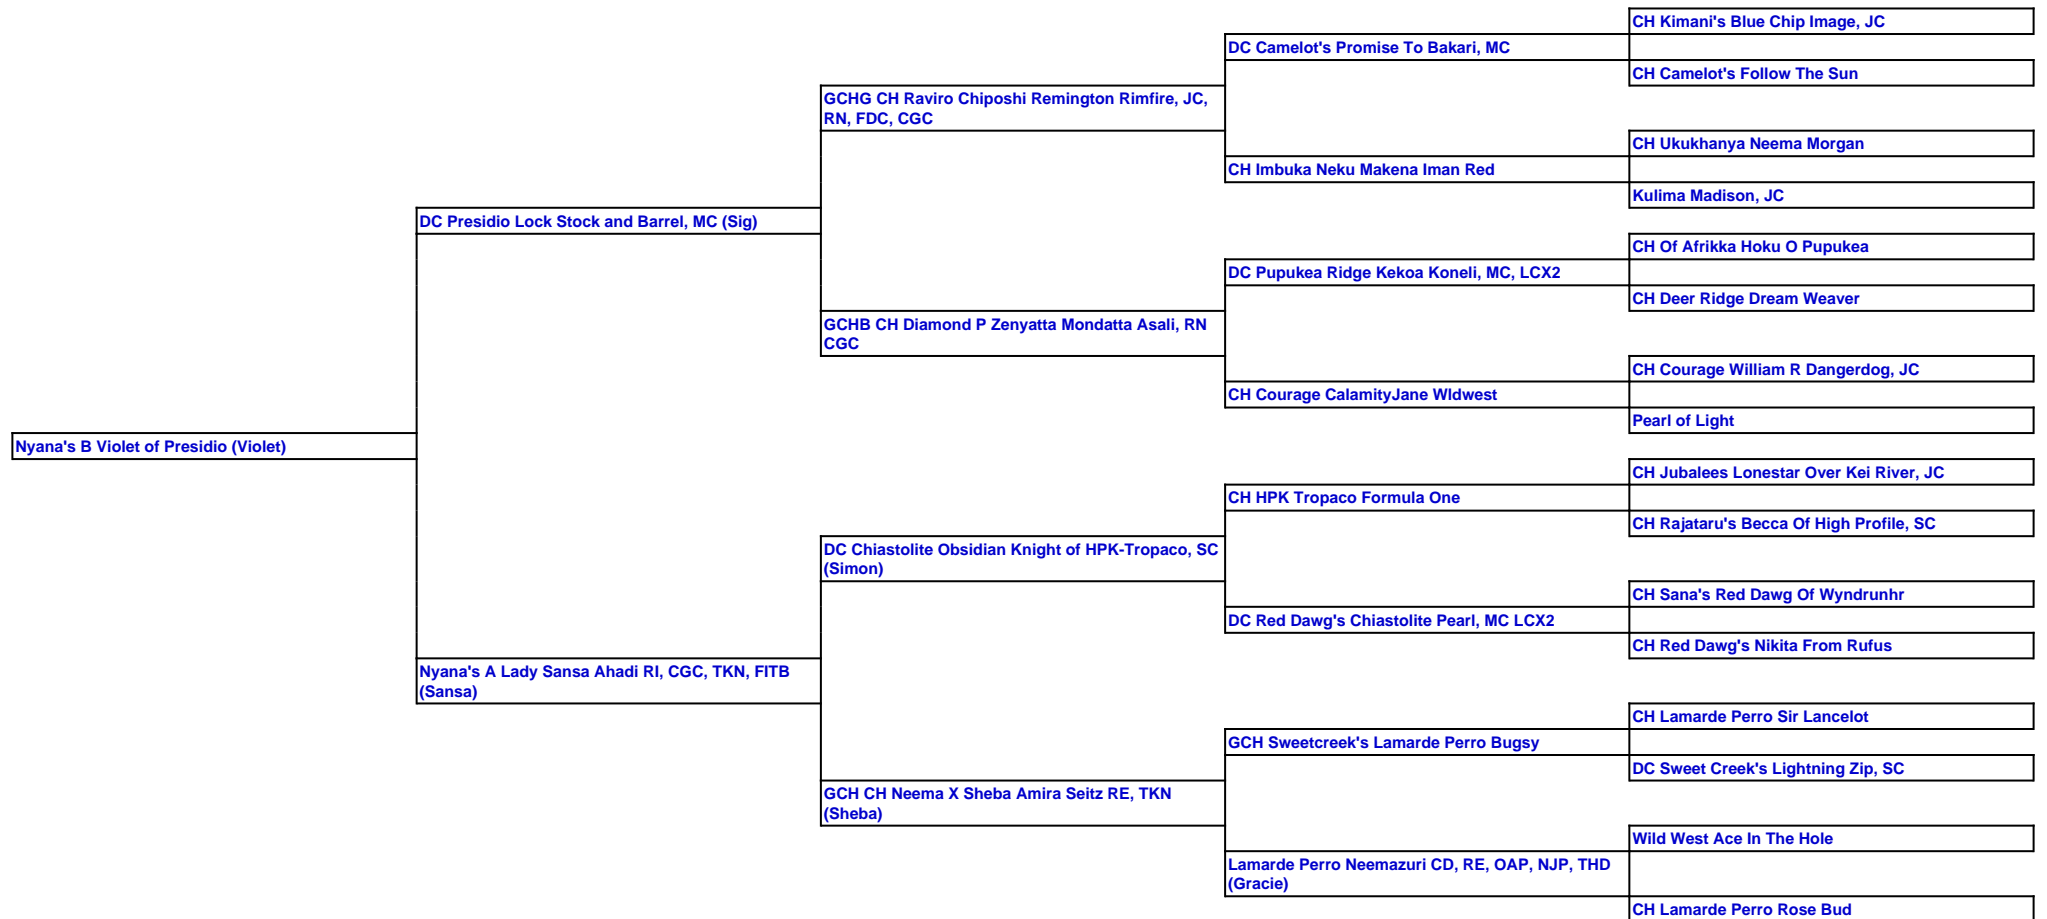 CH Kimani's Blue Chip Image, JC
DC Camelot's Promise To Bakari, MC
CH Camelot's Follow The Sun
GCHG CH Raviro Chiposhi Remington Rimfire, JC,
RN, FDC, CGC
CH Ukukhanya Neema Morgan
CH Imbuka Neku Makena Iman Red
Kulima Madison, JC
DC Presidio Lock Stock and Barrel, MC (Sig)
CH Of Afrikka Hoku O Pupukea
DC Pupukea Ridge Kekoa Koneli, MC, LCX2
CH Deer Ridge Dream Weaver
GCHB CH Diamond P Zenyatta Mondatta Asali, RN
CGC
CH Courage William R Dangerdog, JC
CH Courage CalamityJane Wldwest
Pearl of Light
Nyana's B Violet of Presidio (Violet)
CH Jubalees Lonestar Over Kei River, JC
CH HPK Tropaco Formula One
CH Rajataru's Becca Of High Profile, SC
DC Chiastolite Obsidian Knight of HPK-Tropaco, SC
(Simon)
CH Sana's Red Dawg Of Wyndrunhr
DC Red Dawg's Chiastolite Pearl, MC LCX2
CH Red Dawg's Nikita From Rufus
Nyana's A Lady Sansa Ahadi RI, CGC, TKN, FITB
(Sansa)
CH Lamarde Perro Sir Lancelot
GCH Sweetcreek's Lamarde Perro Bugsy
DC Sweet Creek's Lightning Zip, SC
GCH CH Neema X Sheba Amira Seitz RE, TKN
(Sheba)
Wild West Ace In The Hole
Lamarde Perro Neemazuri CD, RE, OAP, NJP, THD
(Gracie)
CH Lamarde Perro Rose Bud